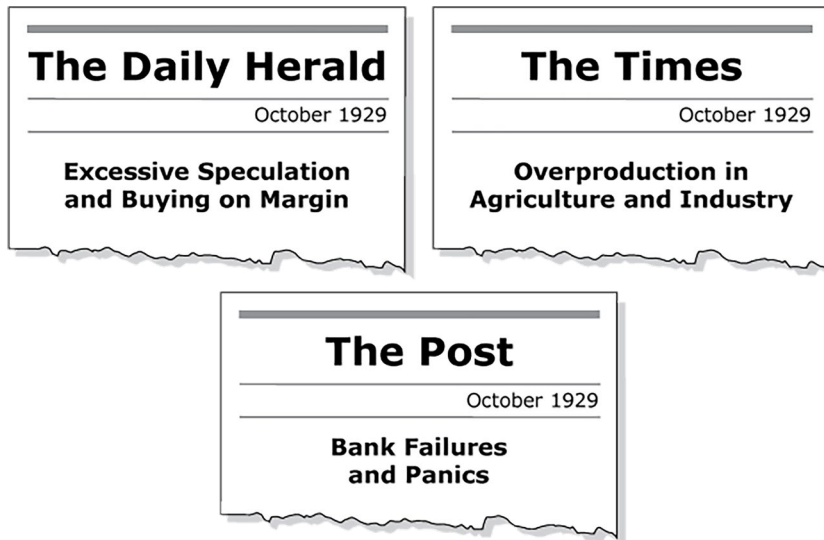 The Daily Herald
October 1929
Excessive Speculation
and Buying on Margin
The Times
October 1929
Overproduction in
Agriculture and Industry
The Post
October 1929
Bank Failures
and Panics